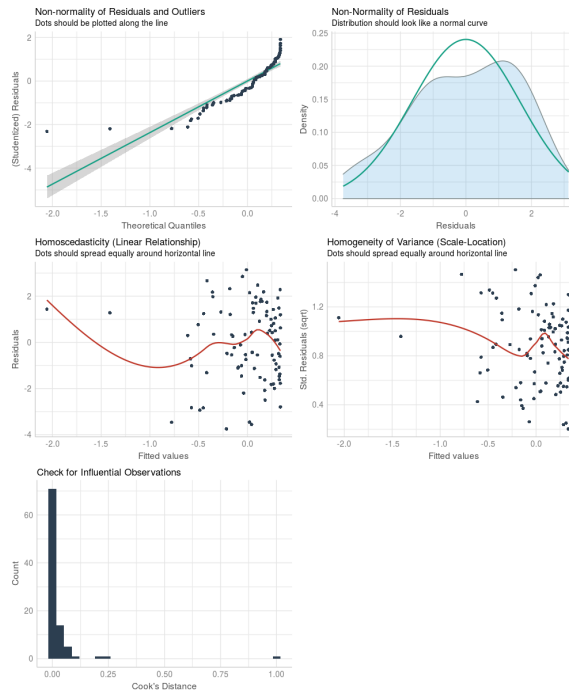 Non-normality of Residuals and Outliers
Dots should be plotted along the line
(Studentized) Residuals
2
0
-2
-4
-2.0 -1.5 -1.0 -0.5 0.0
Theoretical Quantiles
Non-Normality of Residuals
Distribution should look like a normal curve
Density
0.25
0.20
0.15
0.10
0.05
0.00
-4 -2 0 2
Residuals
Homoscedasticity (Linear Relationship)
Dots should spread equally around horizontal line
Residuals
2
0
-2
-4
-2.0 -1.5 -1.0 -0.5 0.0
Fitted values
Homogeneity of Variance (Scale-Location)
Dots should spread equally around horizontal line
Std. Residuals (sqrt)
1.2
0.8
0.4
-2.0 -1.5 -1.0 -0.5 0.0
Fitted values
Check for Influential Observations
Count
60
40
20
0
0.00 0.25 0.50 0.75 1.00
Cook's Distance